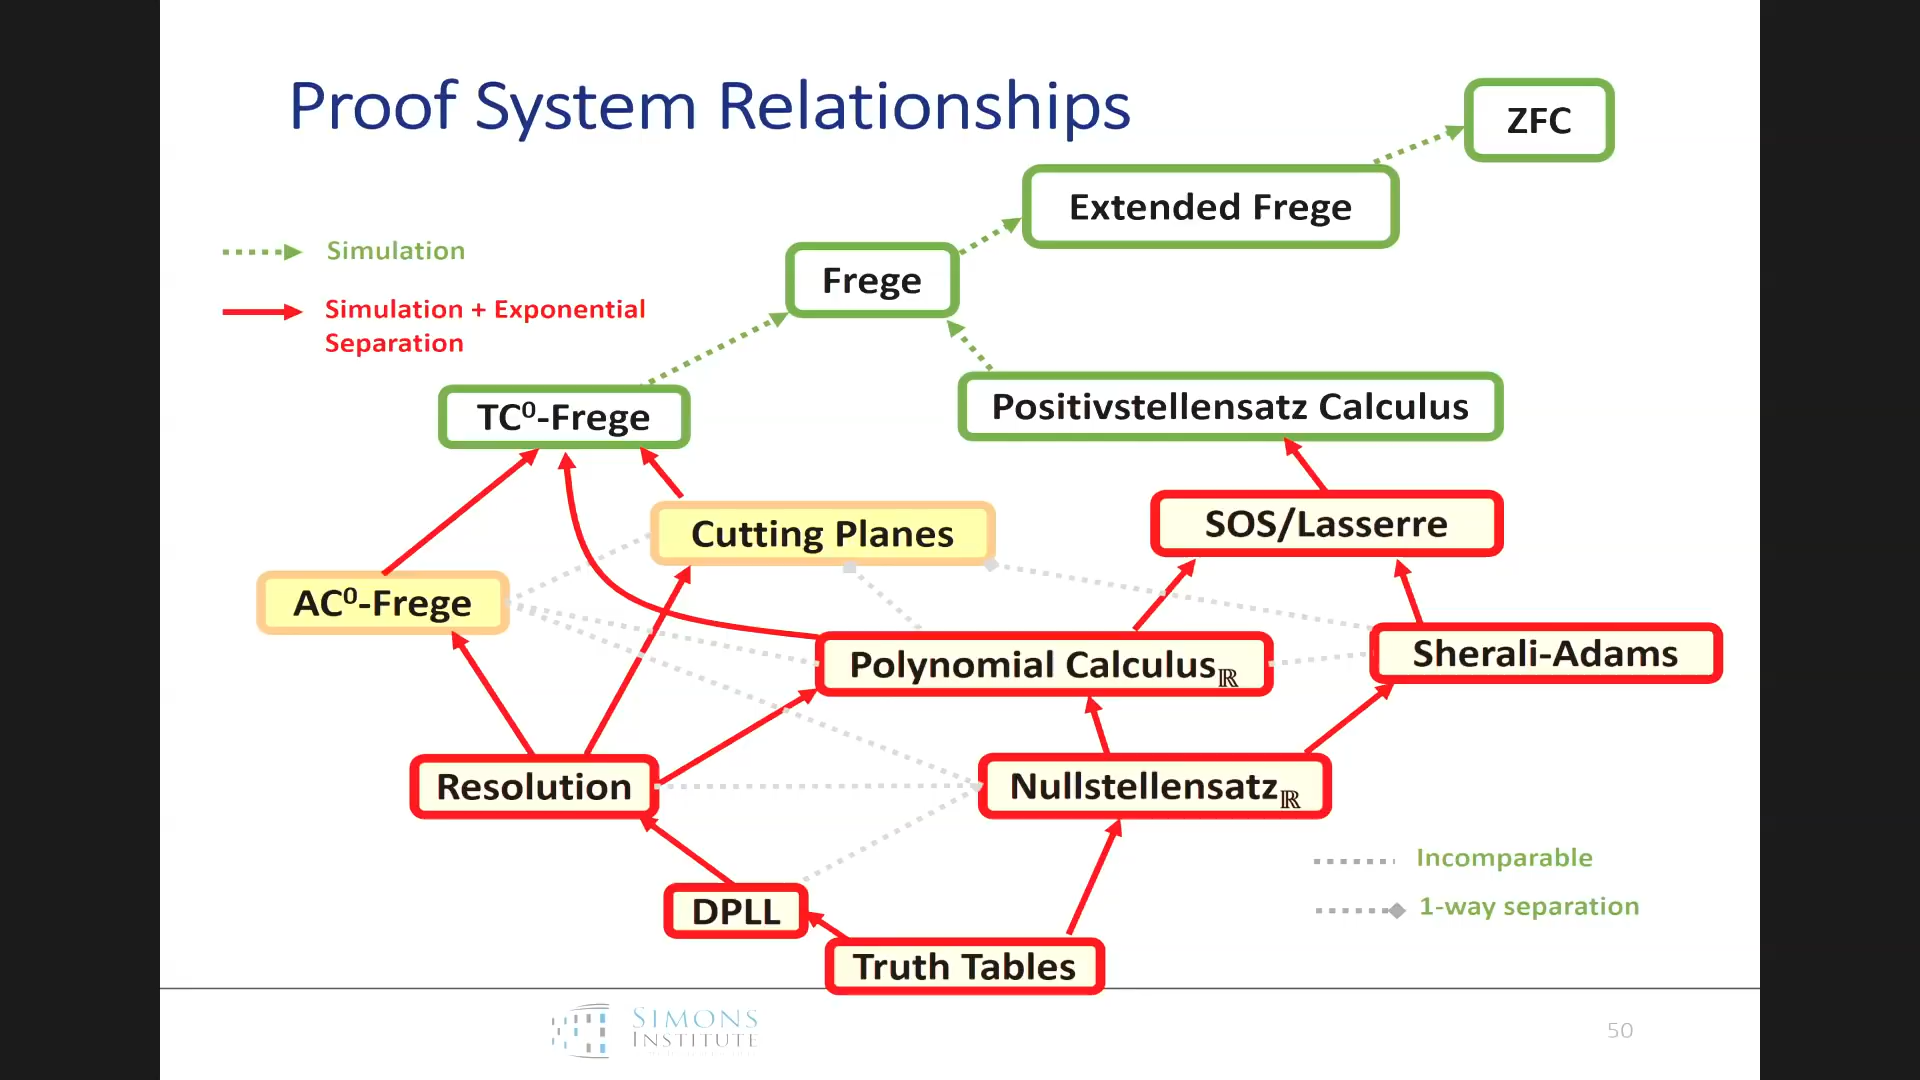 Proof System Relationships
ZFC
Extended Frege
Simulation
Frege
Simulation + Exponential
Separation
TC⁰-Frege
Positivstellensatz Calculus
Cutting Planes
SOS/Lasserre
AC⁰-Frege
Polynomial Calculusℝ
Sherali-Adams
Resolution
Nullstellensatzℝ
Incomparable
1-way separation
DPLL
Truth Tables
SIMONS
INSTITUTE
50